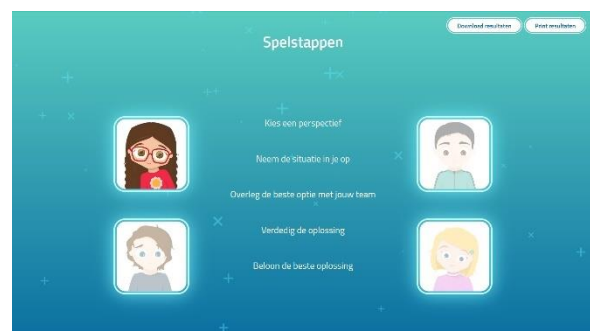 Download resultaten
Print resultaten
Spelstappen
Kies een perspectief
Neem de situatie in je op
Overleg de beste optie met jouw team
Verdedig de oplossing
Beloon de beste oplossing